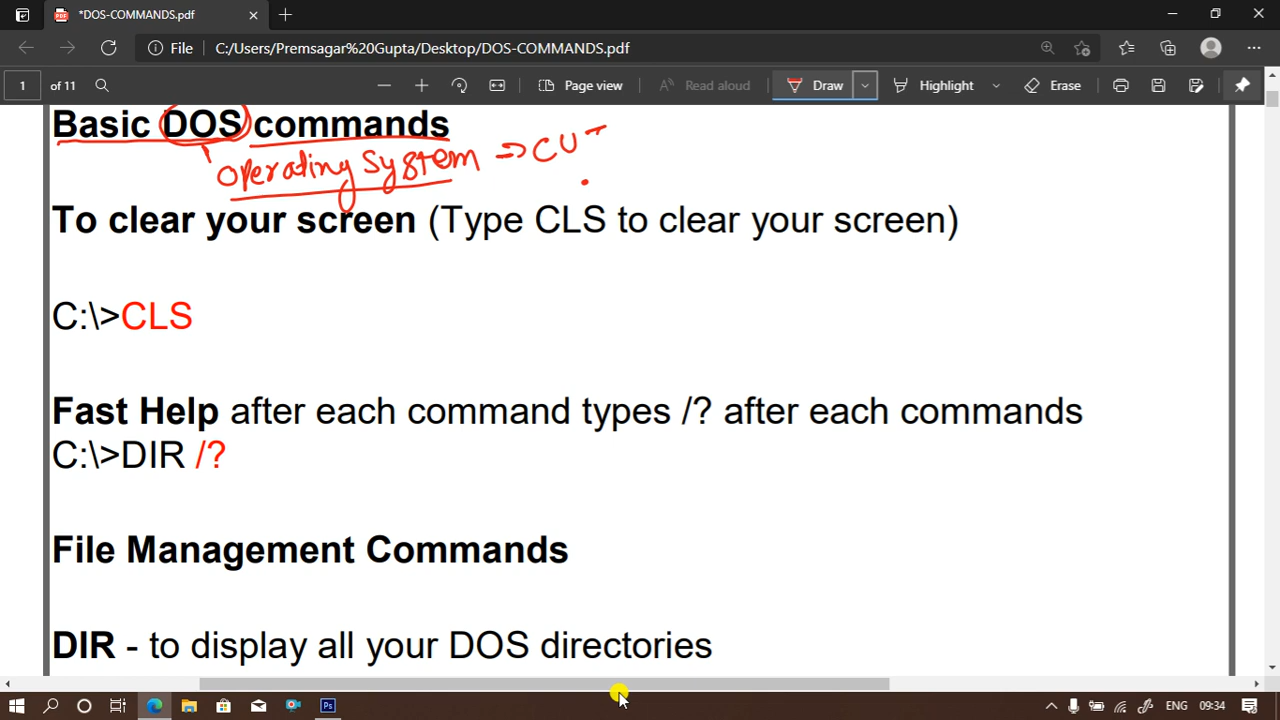 *DOS-COMMANDS.pdf
File C:/Users/Premsagar%20Gupta/Desktop/DOS-COMMANDS.pdf
1 of 11 Page view Read aloud Draw Highlight Erase
Basic DOS commands
Operating System => CUT
To clear your screen (Type CLS to clear your screen)
C:\>CLS
Fast Help after each command types /? after each commands
C:\>DIR /?
File Management Commands
DIR - to display all your DOS directories
Ps ENG 09:34